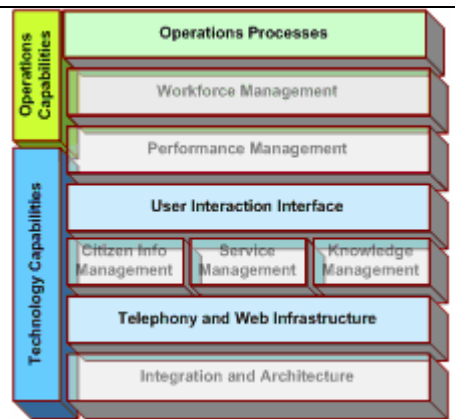 Operations
Capabilities
Operations Processes
Workforce Management
Performance Management
Technology Capabilities
User Interaction Interface
Citizen Info
Management
Service
Management
Knowledge
Management
Telephony and Web Infrastructure
Integration and Architecture